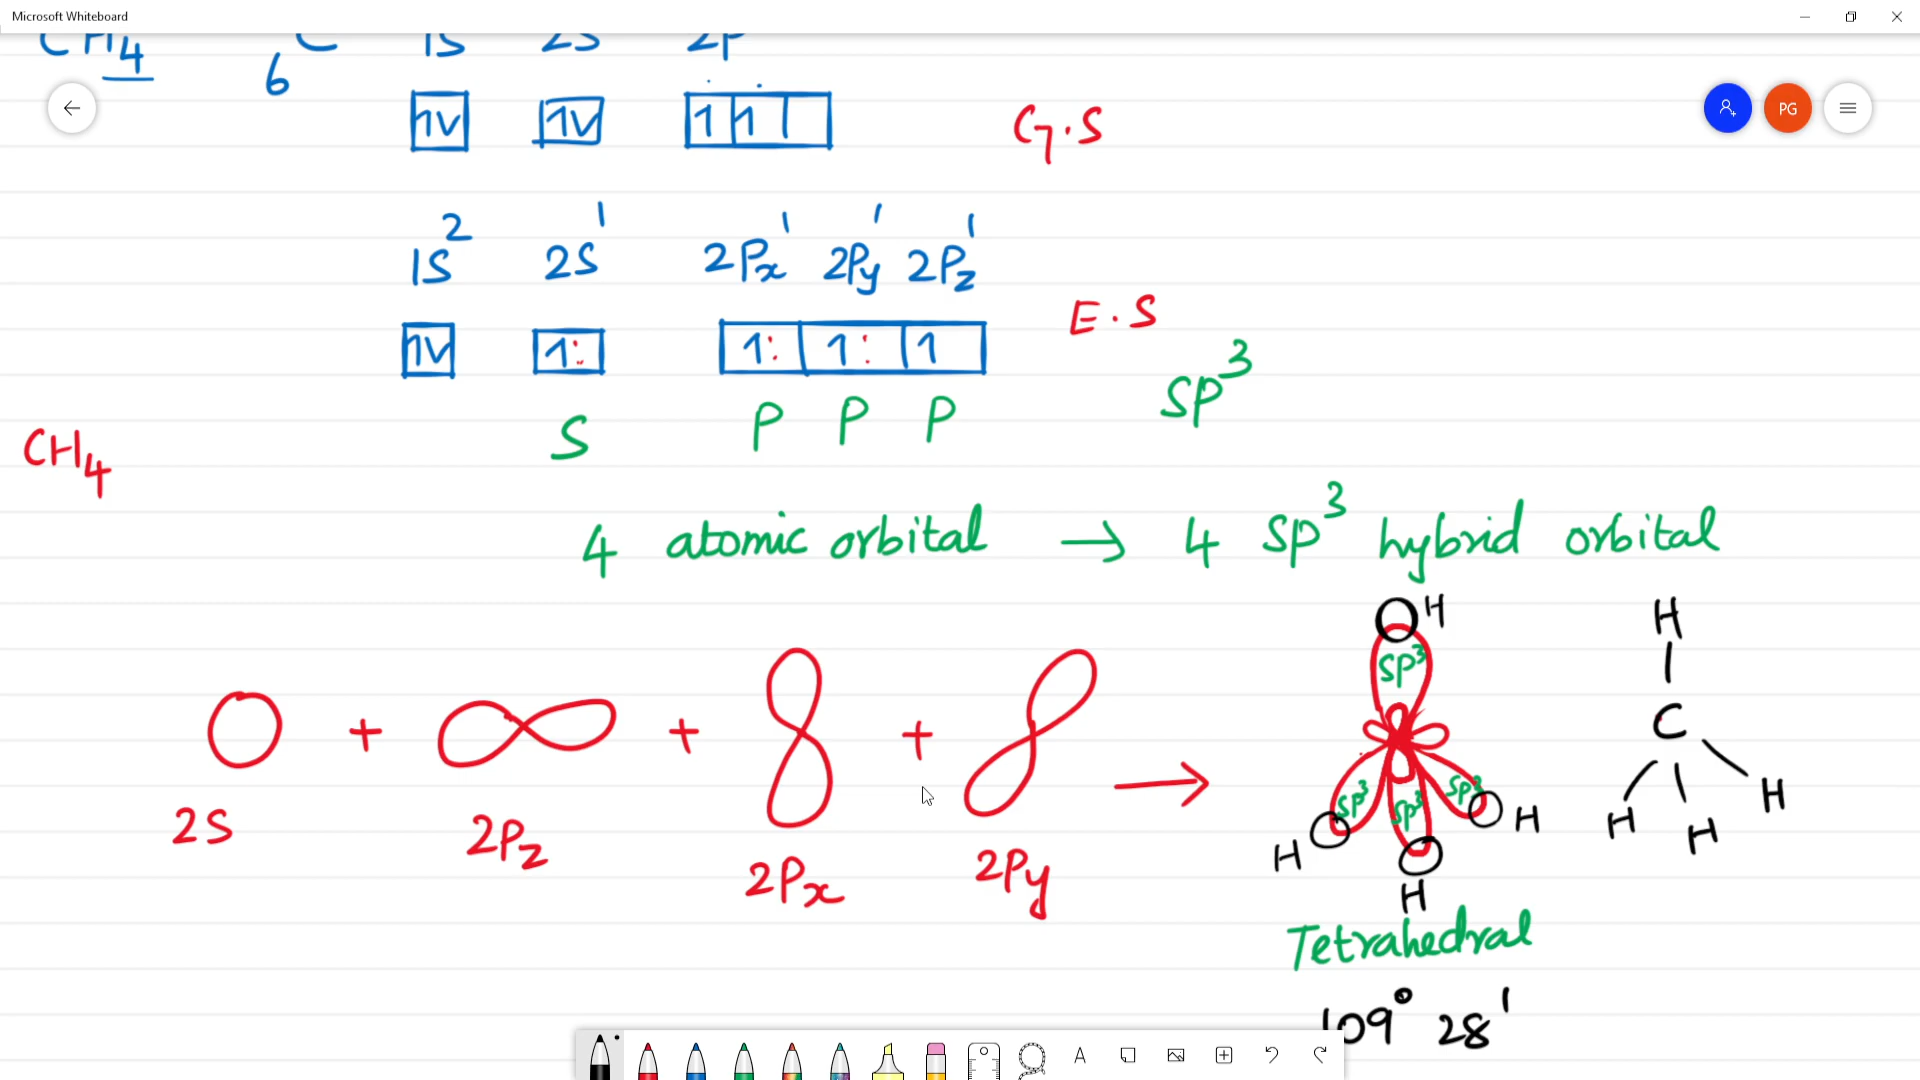 Microsoft Whiteboard
CH4 6C 1S 2S 2P
1v 1v 1 1 G.S
PG
1S² 2S¹ 2Px¹ 2Py¹ 2Pz¹
1v 1: 1: 1: 1 E.S
S P P P SP³
CH4
4 atomic orbital → 4 SP³ hybrid orbital
2S + 2Pz + 2Px + 2Py →
H SP³ SP³ SP³ SP³ H H H
H
C
H H H
Tetrahedral
109° 28'
A